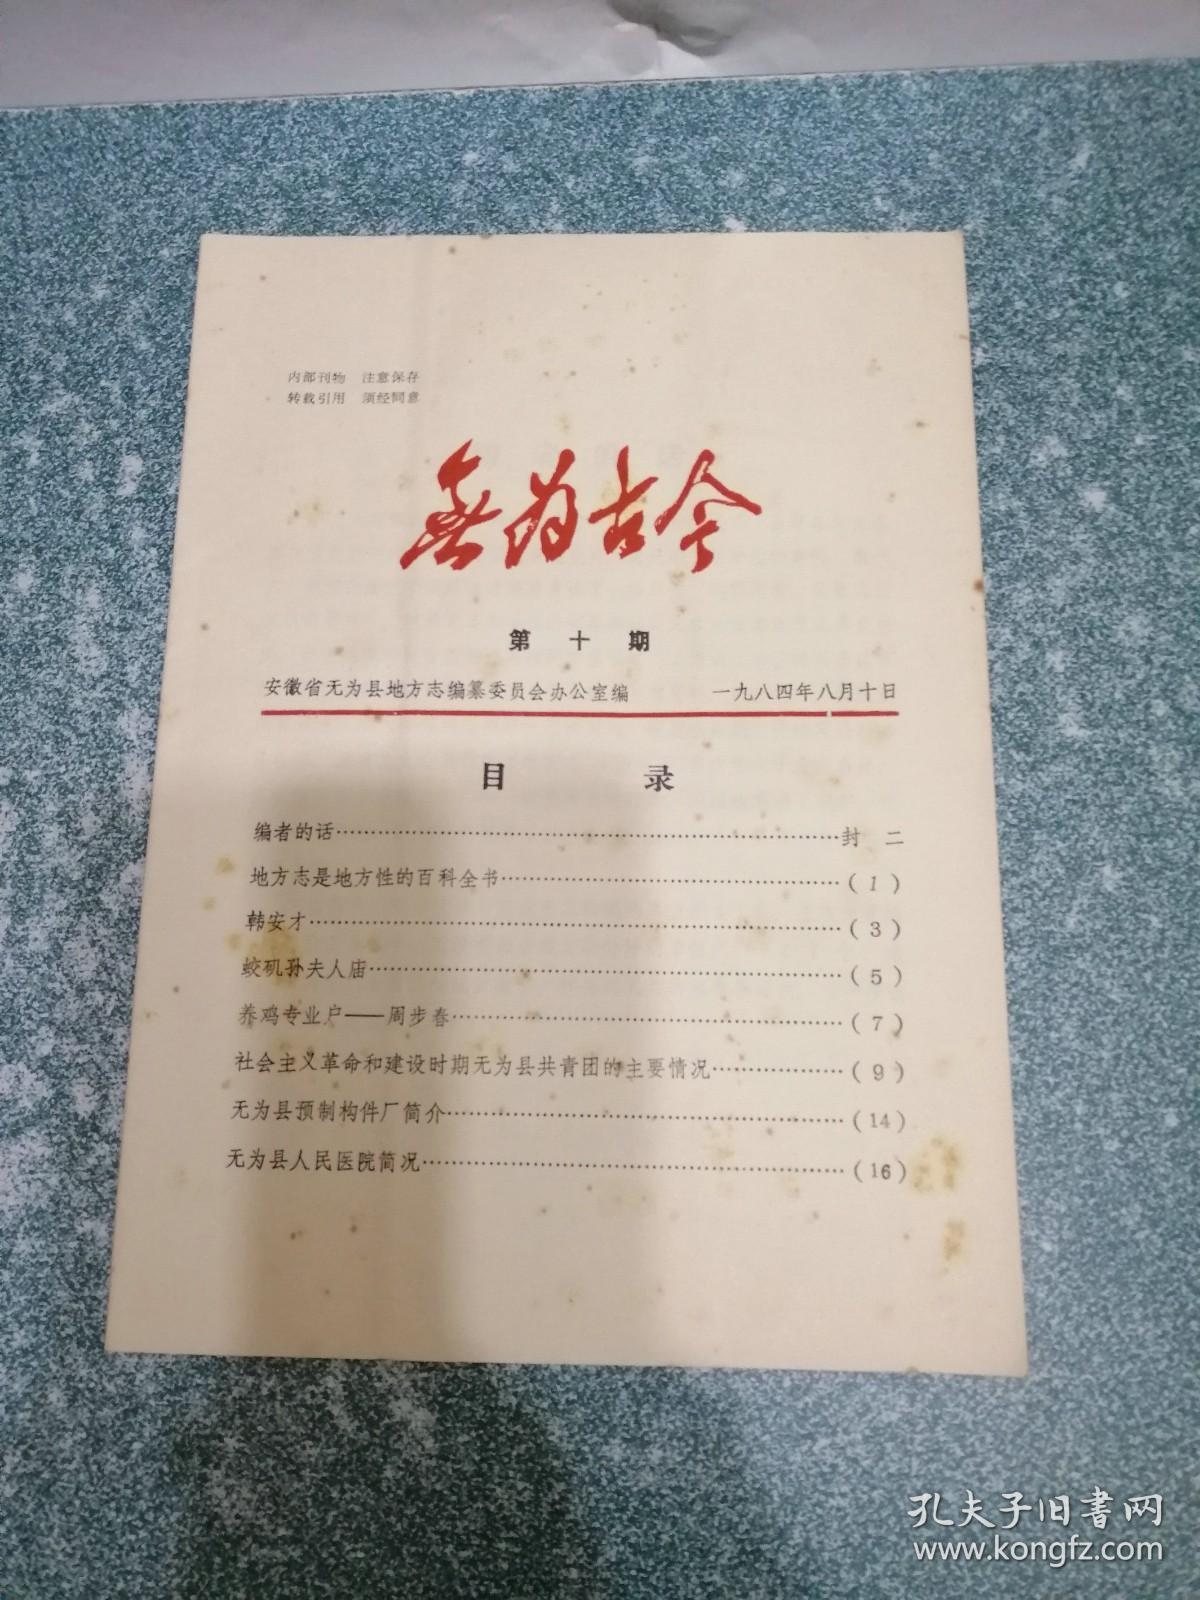 内部刊物 注意保存
转载引用 须经同意
無为古今
第十期
安徽省无为县地方志编纂委员会办公室编 一九八四年八月十日
目录
编者的话……封二
地方志是地方性的百科全书……(1)
韩安才……(3)
蛟矶孙夫人庙……(5)
养鸡专业户——周步春……(7)
社会主义革命和建设时期无为县共青团的主要情况……(9)
无为县预制构件厂简介……(14)
无为县人民医院简况……(16)
孔夫子旧书网
www.kongfz.com